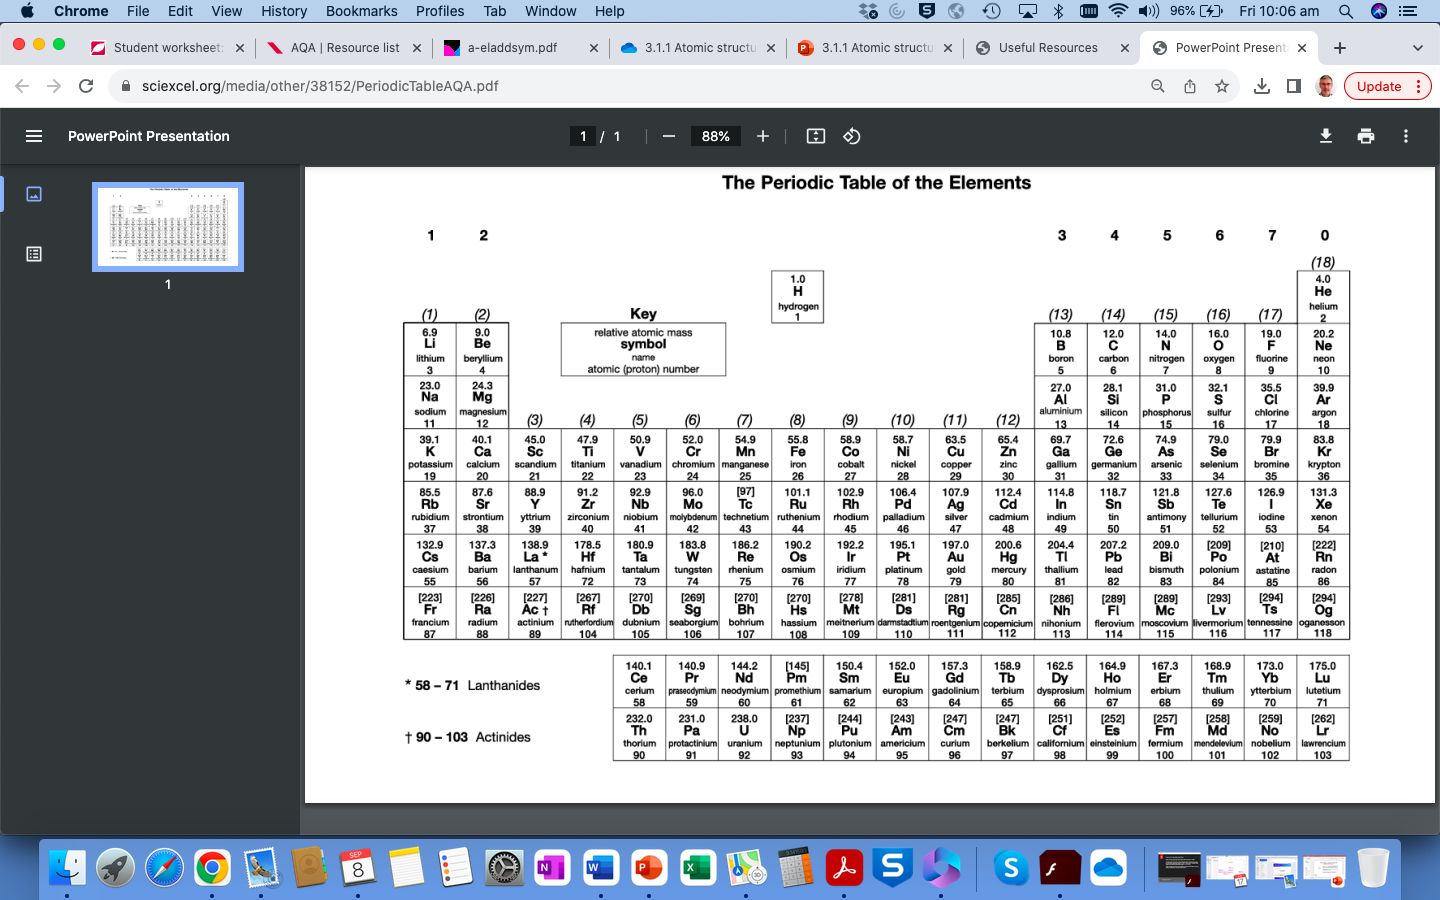 Chrome File Edit View History Bookmarks Profiles Tab Window Help 96% Fri 10:06 am
Student worksheet: AQA | Resource list a-eladdsym.pdf 3.1.1 Atomic structu 3.1.1 Atomic structu Useful Resources PowerPoint Present
sciexcel.org/media/other/38152/PeriodicTableAQA.pdf Update
PowerPoint Presentation 1 / 1 88%
1
The Periodic Table of the Elements
1 2 3 4 5 6 7 0
(18)
1.0 4.0
H He
hydrogen helium
1 2
(1) (2) Key (13) (14) (15) (16) (17)
6.9 9.0 relative atomic mass 10.8 12.0 14.0 16.0 19.0 20.2
Li Be symbol B C N O F Ne
lithium beryllium name boron carbon nitrogen oxygen fluorine neon
3 4 atomic (proton) number 5 6 7 8 9 10
23.0 24.3 27.0 28.1 31.0 32.1 35.5 39.9
Na Mg Al Si P S Cl Ar
sodium magnesium aluminium silicon phosphorus sulfur chlorine argon
11 12 (3) (4) (5) (6) (7) (8) (9) (10) (11) (12) 13 14 15 16 17 18
39.1 40.1 45.0 47.9 50.9 52.0 54.9 55.8 58.9 58.7 63.5 65.4 69.7 72.6 74.9 79.0 79.9 83.8
K Ca Sc Ti V Cr Mn Fe Co Ni Cu Zn Ga Ge As Se Br Kr
potassium calcium scandium titanium vanadium chromium manganese iron cobalt nickel copper zinc gallium germanium arsenic selenium bromine krypton
19 20 21 22 23 24 25 26 27 28 29 30 31 32 33 34 35 36
85.5 87.6 88.9 91.2 92.9 96.0 [97] 101.1 102.9 106.4 107.9 112.4 114.8 118.7 121.8 127.6 126.9 131.3
Rb Sr Y Zr Nb Mo Tc Ru Rh Pd Ag Cd In Sn Sb Te I Xe
rubidium strontium yttrium zirconium niobium molybdenum technetium ruthenium rhodium palladium silver cadmium indium tin antimony tellurium iodine xenon
37 38 39 40 41 42 43 44 45 46 47 48 49 50 51 52 53 54
132.9 137.3 138.9 178.5 180.9 183.8 186.2 190.2 192.2 195.1 197.0 200.6 204.4 207.2 209.0 [209] [210] [222]
Cs Ba La * Hf Ta W Re Os Ir Pt Au Hg Tl Pb Bi Po At Rn
caesium barium lanthanum hafnium tantalum tungsten rhenium osmium iridium platinum gold mercury thallium lead bismuth polonium astatine radon
55 56 57 72 73 74 75 76 77 78 79 80 81 82 83 84 85 86
[223] [226] [227] [267] [270] [269] [270] [270] [278] [281] [281] [285] [286] [289] [289] [293] [294] [294]
Fr Ra Ac † Rf Db Sg Bh Hs Mt Ds Rg Cn Nh Fl Mc Lv Ts Og
francium radium actinium rutherfordium dubnium seaborgium bohrium hassium meitnerium darmstadtium roentgenium copernicium nihonium flerovium moscovium livermorium tennessine oganesson
87 88 89 104 105 106 107 108 109 110 111 112 113 114 115 116 117 118
140.1 140.9 144.2 [145] 150.4 152.0 157.3 158.9 162.5 164.9 167.3 168.9 173.0 175.0
Ce Pr Nd Pm Sm Eu Gd Tb Dy Ho Er Tm Yb Lu
* 58 – 71 Lanthanides cerium praseodymium neodymium promethium samarium europium gadolinium terbium dysprosium holmium erbium thulium ytterbium lutetium
58 59 60 61 62 63 64 65 66 67 68 69 70 71
232.0 231.0 238.0 [237] [244] [243] [247] [247] [251] [252] [257] [258] [259] [262]
Th Pa U Np Pu Am Cm Bk Cf Es Fm Md No Lr
† 90 – 103 Actinides thorium protactinium uranium neptunium plutonium americium curium berkelium californium einsteinium fermium mendelevium nobelium lawrencium
90 91 92 93 94 95 96 97 98 99 100 101 102 103
SEP
8